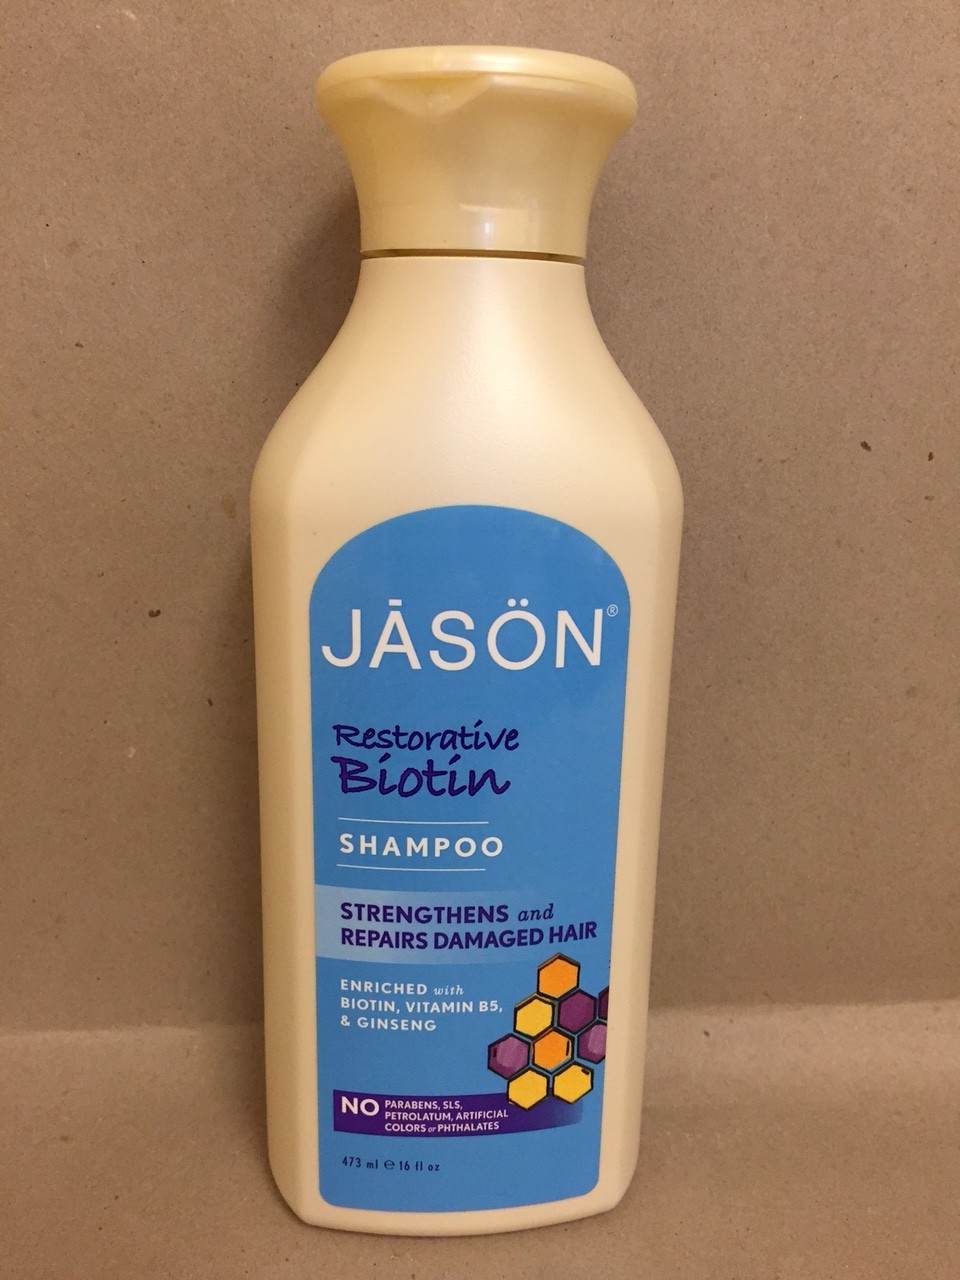 JĀSÖN®
Restorative
Biotin
SHAMPOO
STRENGTHENS and
REPAIRS DAMAGED HAIR
ENRICHED with
BIOTIN, VITAMIN B5,
& GINSENG
NO PARABENS, SLS,
PETROLATUM, ARTIFICIAL
COLORS or PHTHALATES
473 ml ℮ 16 fl oz